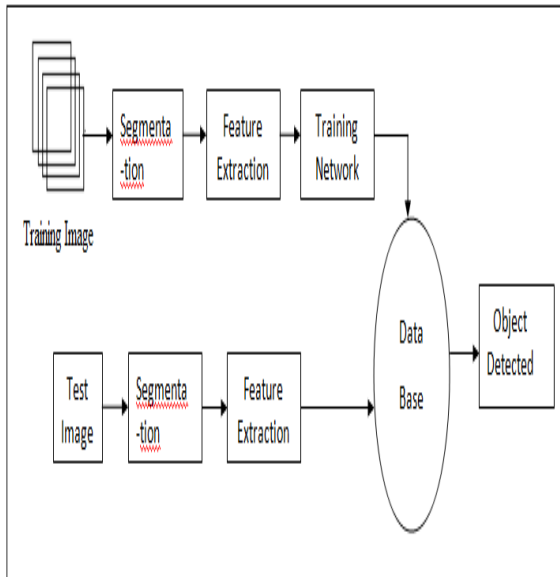 Segmenta
-tion
Feature
Extraction
Training
Network
Training Image
Data
Base
Object
Detected
Test
Image
Segmenta
-tion
Feature
Extraction